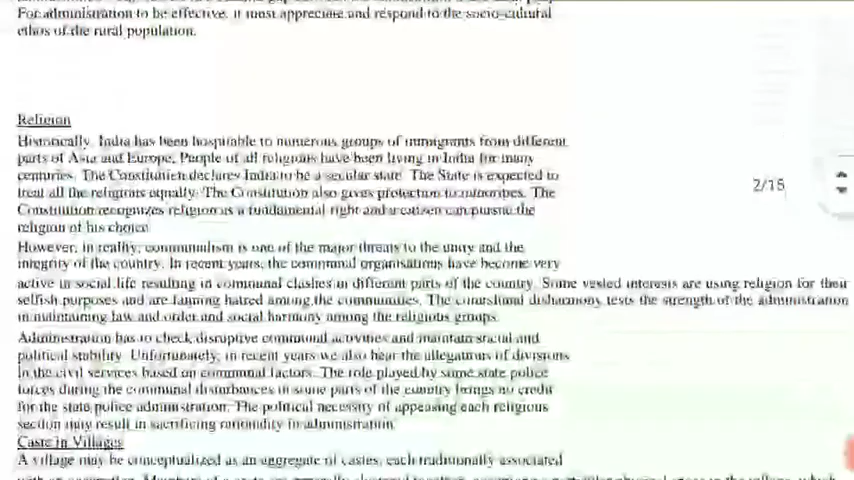 For administration to be effective, it must appreciate and respond to the socio-cultural
ethos of the rural population.
Religion
Historically, India has been hospitable to numerous groups of immigrants from different
parts of Asia and Europe. People of all religions have been living in India for many
centuries. The Constitution declares India to be a secular state. The State is expected to
treat all the religions equally. The Constitution also gives protection to minorities. The
Constitution recognizes religion as a fundamental right and a citizen can pursue the
religion of his choice
2/15
However, in reality, communalism is one of the major threats to the unity and the
integrity of the country. In recent years, the communal organisations have become very
active in social life resulting in communal clashes in different parts of the country. Some vested interests are using religion for their
selfish purposes and are fanning hatred among the communities. The communal disharmony tests the strength of the administration
in maintaining law and order and social harmony among the religious groups.
Administration has to check disruptive communal activities and maintain social and
political stability. Unfortunately, in recent years we also hear the allegations of divisions
in the civil services based on communal factors. The role played by some state police
forces during the communal disturbances in some parts of the country brings no credit
for the state police administration. The political necessity of appeasing each religious
section may result in sacrificing rationality in administration
Caste in Villages
A village may be conceptualized as an aggregate of castes, each traditionally associated